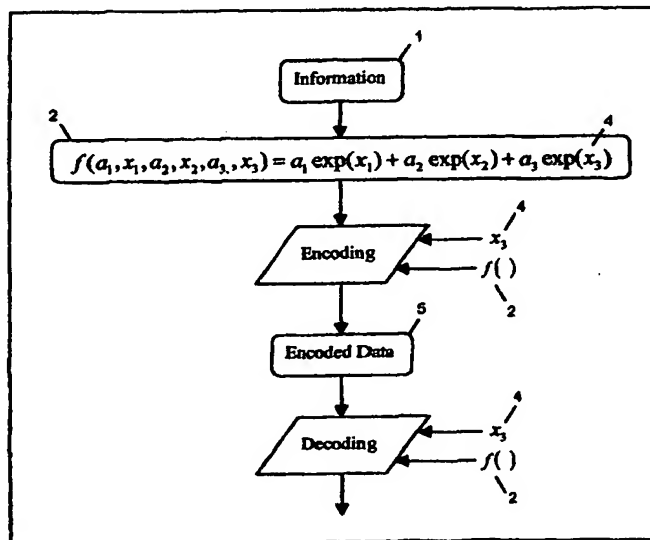 1
Information
2
4
f(a₁,x₁,a₂,x₂,a₃,,x₃) = a₁ exp(x₁) + a₂ exp(x₂) + a₃ exp(x₃)
4
Encoding
x₃
f( )
2
5
Encoded Data
4
Decoding
x₃
f( )
2